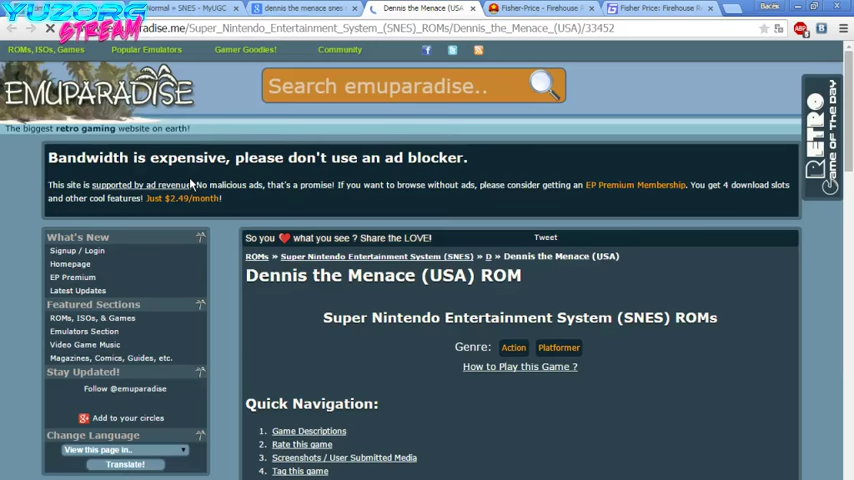 YUZORG
STREAM
Normal = SNES - MyUGC
dennis the menace snes
Dennis the Menace (USA)
Fisher-Price - Firehouse R
Fisher Price: Firehouse Re
Bacek
radise.me/Super_Nintendo_Entertainment_System_(SNES)_ROMs/Dennis_the_Menace_(USA)/33452
ROMs, ISOs, Games
Popular Emulators
Gamer Goodies!
Community
EMUPARADISE
Search emuparadise..
The biggest retro gaming website on earth!
RETRO
Game OF THE DAY
Bandwidth is expensive, please don't use an ad blocker.
This site is supported by ad revenue. No malicious ads, that's a promise! If you want to browse without ads, please consider getting an EP Premium Membership. You get 4 download slots
and other cool features! Just $2.49/month!
What's New
Signup / Login
Homepage
EP Premium
Latest Updates
Featured Sections
ROMs, ISOs, & Games
Emulators Section
Video Game Music
Magazines, Comics, Guides, etc.
Stay Updated!
Follow @emuparadise
Add to your circles
Change Language
View this page in..
Translate!
So you what you see ? Share the LOVE!
Tweet
ROMs » Super Nintendo Entertainment System (SNES) » D » Dennis the Menace (USA)
Dennis the Menace (USA) ROM
Super Nintendo Entertainment System (SNES) ROMs
Genre: Action Platformer
How to Play this Game ?
Quick Navigation:
1. Game Descriptions
2. Rate this game
3. Screenshots / User Submitted Media
4. Tag this game